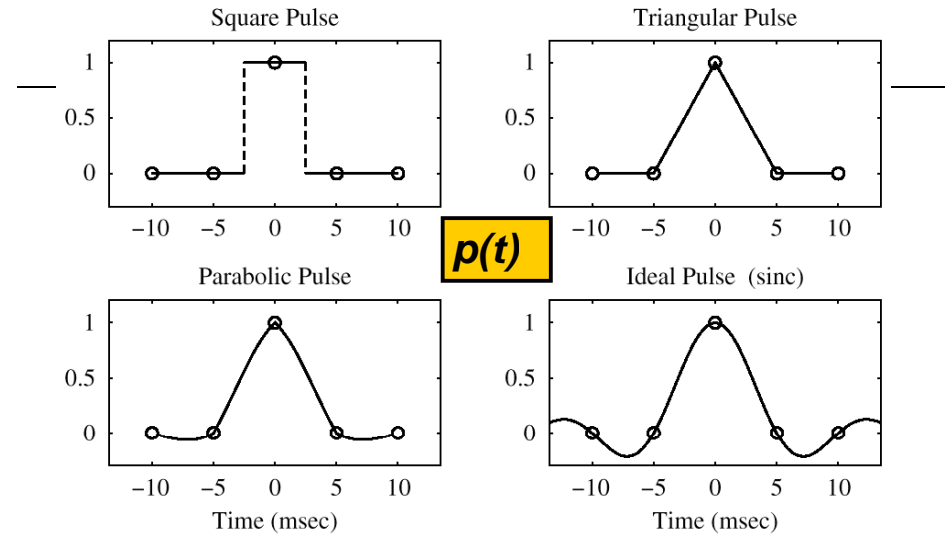 Square Pulse
Triangular Pulse
1
0.5
0
−10 −5 0 5 10
1
0.5
0
−10 −5 0 5 10
p(t)
Parabolic Pulse
Ideal Pulse (sinc)
1
0.5
0
−10 −5 0 5 10
Time (msec)
1
0.5
0
−10 −5 0 5 10
Time (msec)